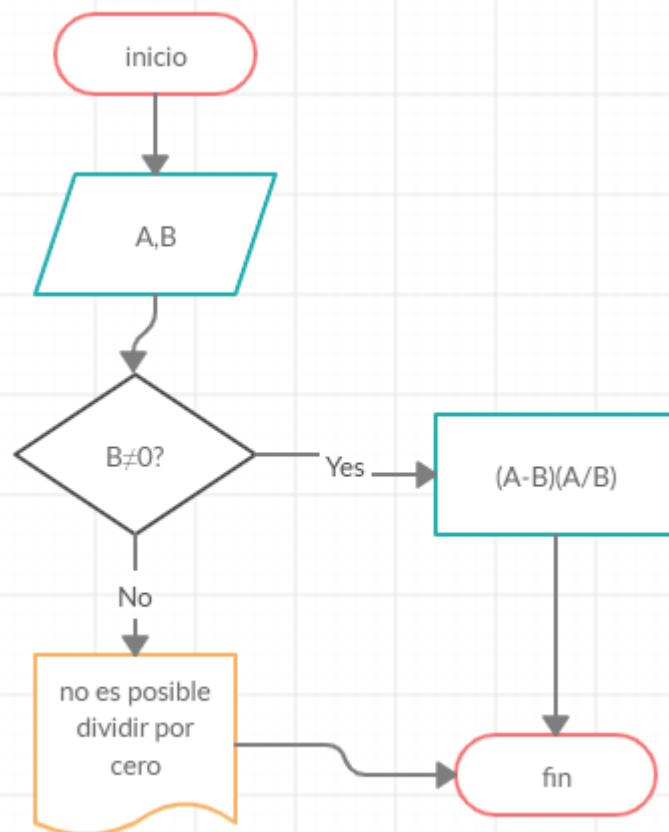 inicio
A,B
B≠0?
Yes
(A-B)(A/B)
No
no es posible
dividir por
cero
fin